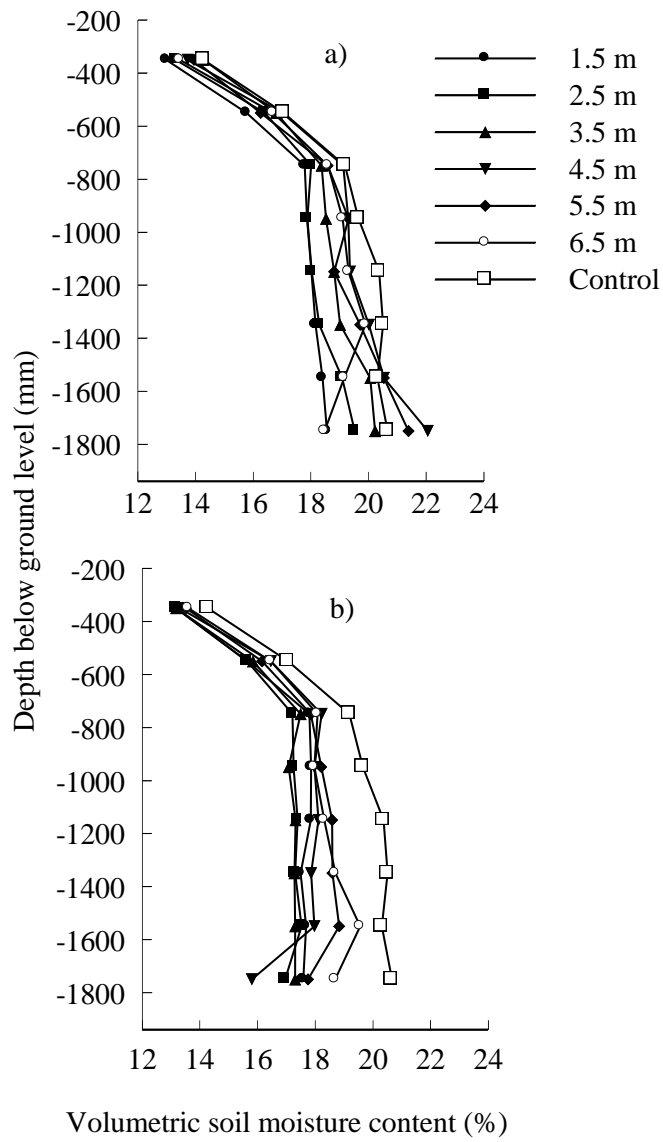 -200
a)
1.5 m
-400
2.5 m
-600
3.5 m
-800
4.5 m
-1000
5.5 m
-1200
6.5 m
-1400
Control
-1600
-1800
12 14 16 18 20 22 24
Depth below ground level (mm)
-200
b)
-400
-600
-800
-1000
-1200
-1400
-1600
-1800
12 14 16 18 20 22 24
Volumetric soil moisture content (%)